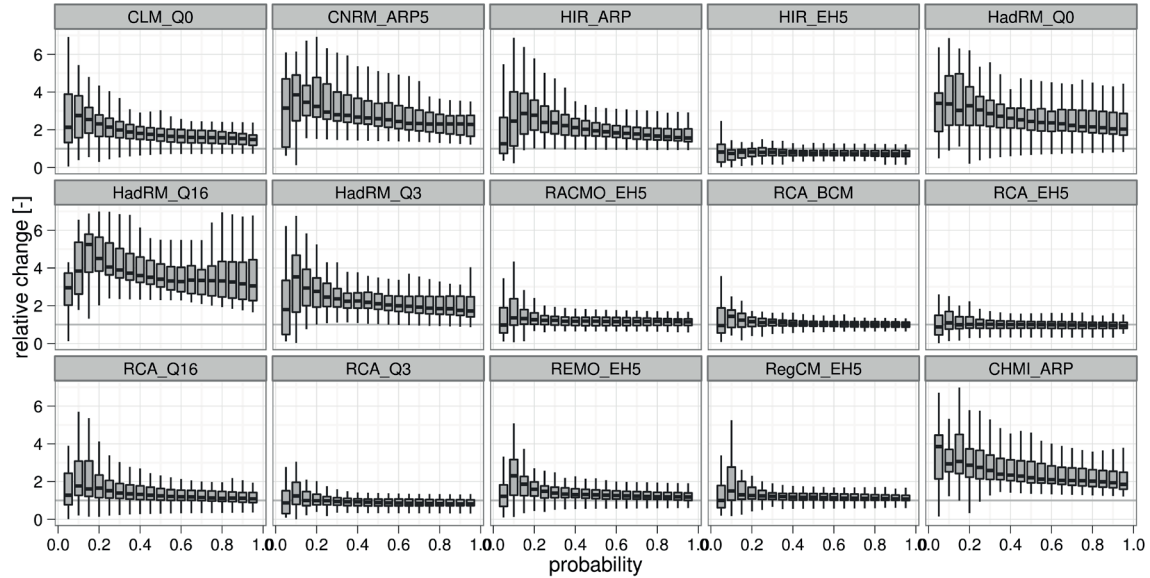 CLM_Q0 CNRM_ARP5 HIR_ARP HIR_EH5 HadRM_Q0
6
4
2
0
HadRM_Q16 HadRM_Q3 RACMO_EH5 RCA_BCM RCA_EH5
relative change [-]
6
4
2
0
RCA_Q16 RCA_Q3 REMO_EH5 RegCM_EH5 CHMI_ARP
6
4
2
0
0.0 0.2 0.4 0.6 0.8 1.0 0.0 0.2 0.4 0.6 0.8 1.0 0.0 0.2 0.4 0.6 0.8 1.0 0.0 0.2 0.4 0.6 0.8 1.0 0.0 0.2 0.4 0.6 0.8 1.0
probability